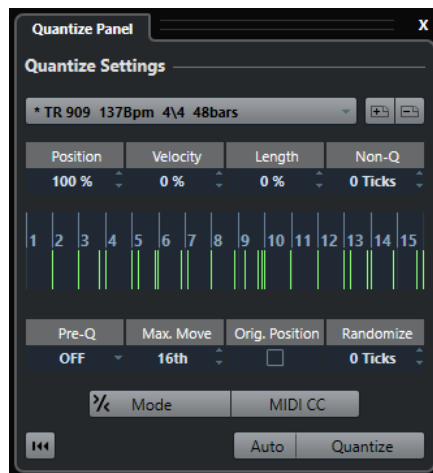 Quantize Panel X
Quantize Settings
* TR 909 137Bpm 4\4 48bars
Position Velocity Length Non-Q
100 % 0 % 0 % 0 Ticks
1 2 3 4 5 6 7 8 9 10 11 12 13 14 15
Pre-Q Max. Move Orig. Position Randomize
OFF 16th 0 Ticks
Mode MIDI CC
Auto Quantize